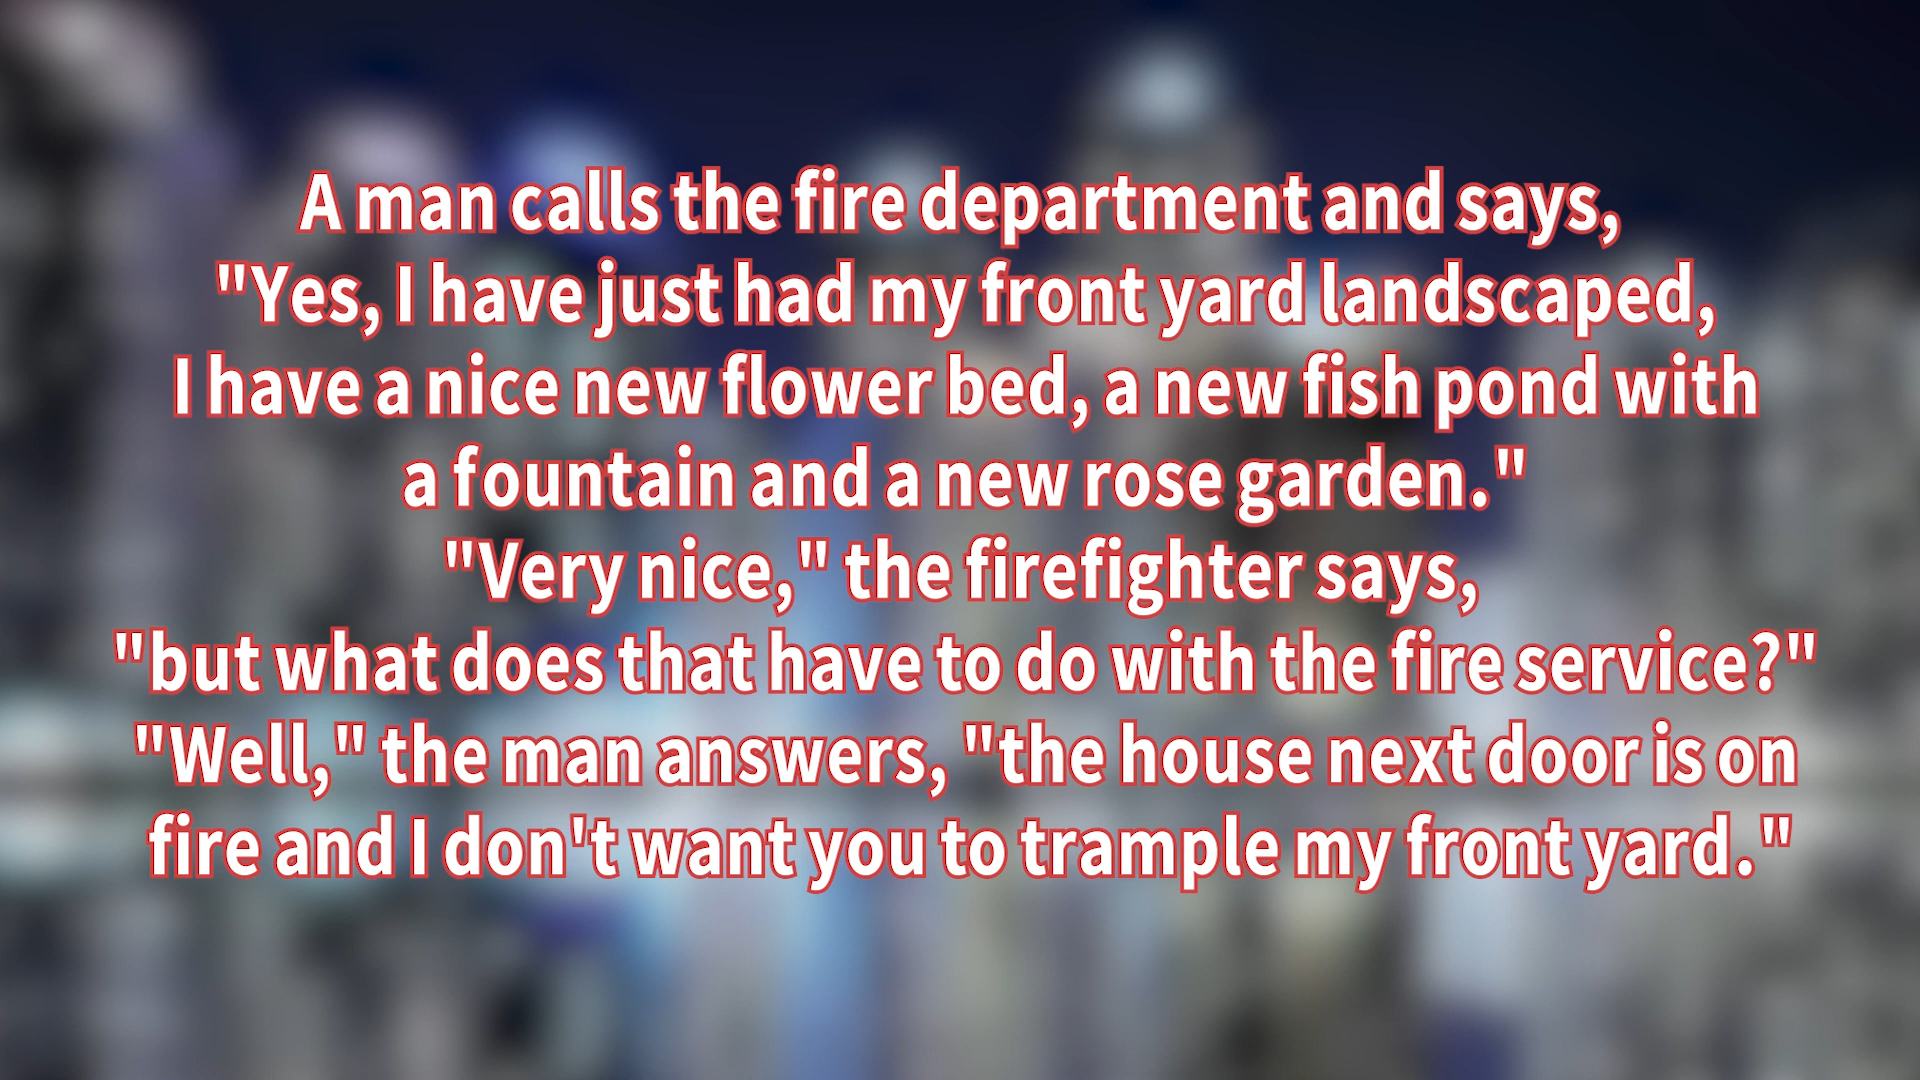 A man calls the fire department and says,
"Yes, I have just had my front yard landscaped,
I have a nice new flower bed, a new fish pond with
a fountain and a new rose garden."
"Very nice," the firefighter says,
"but what does that have to do with the fire service?"
"Well," the man answers, "the house next door is on
fire and I don't want you to trample my front yard."